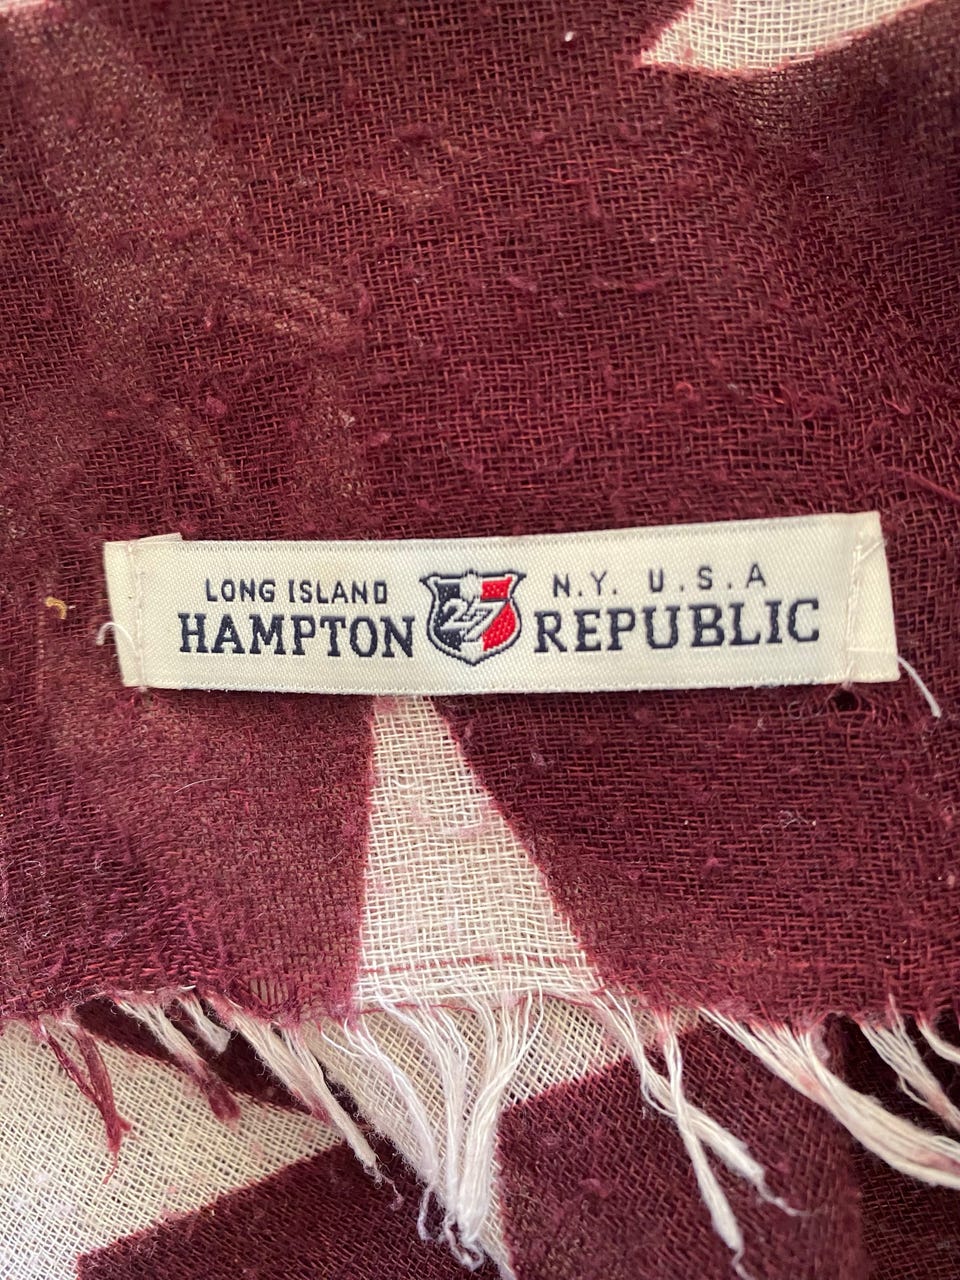 LONG ISLAND N.Y. U.S.A
HAMPTON 27 REPUBLIC